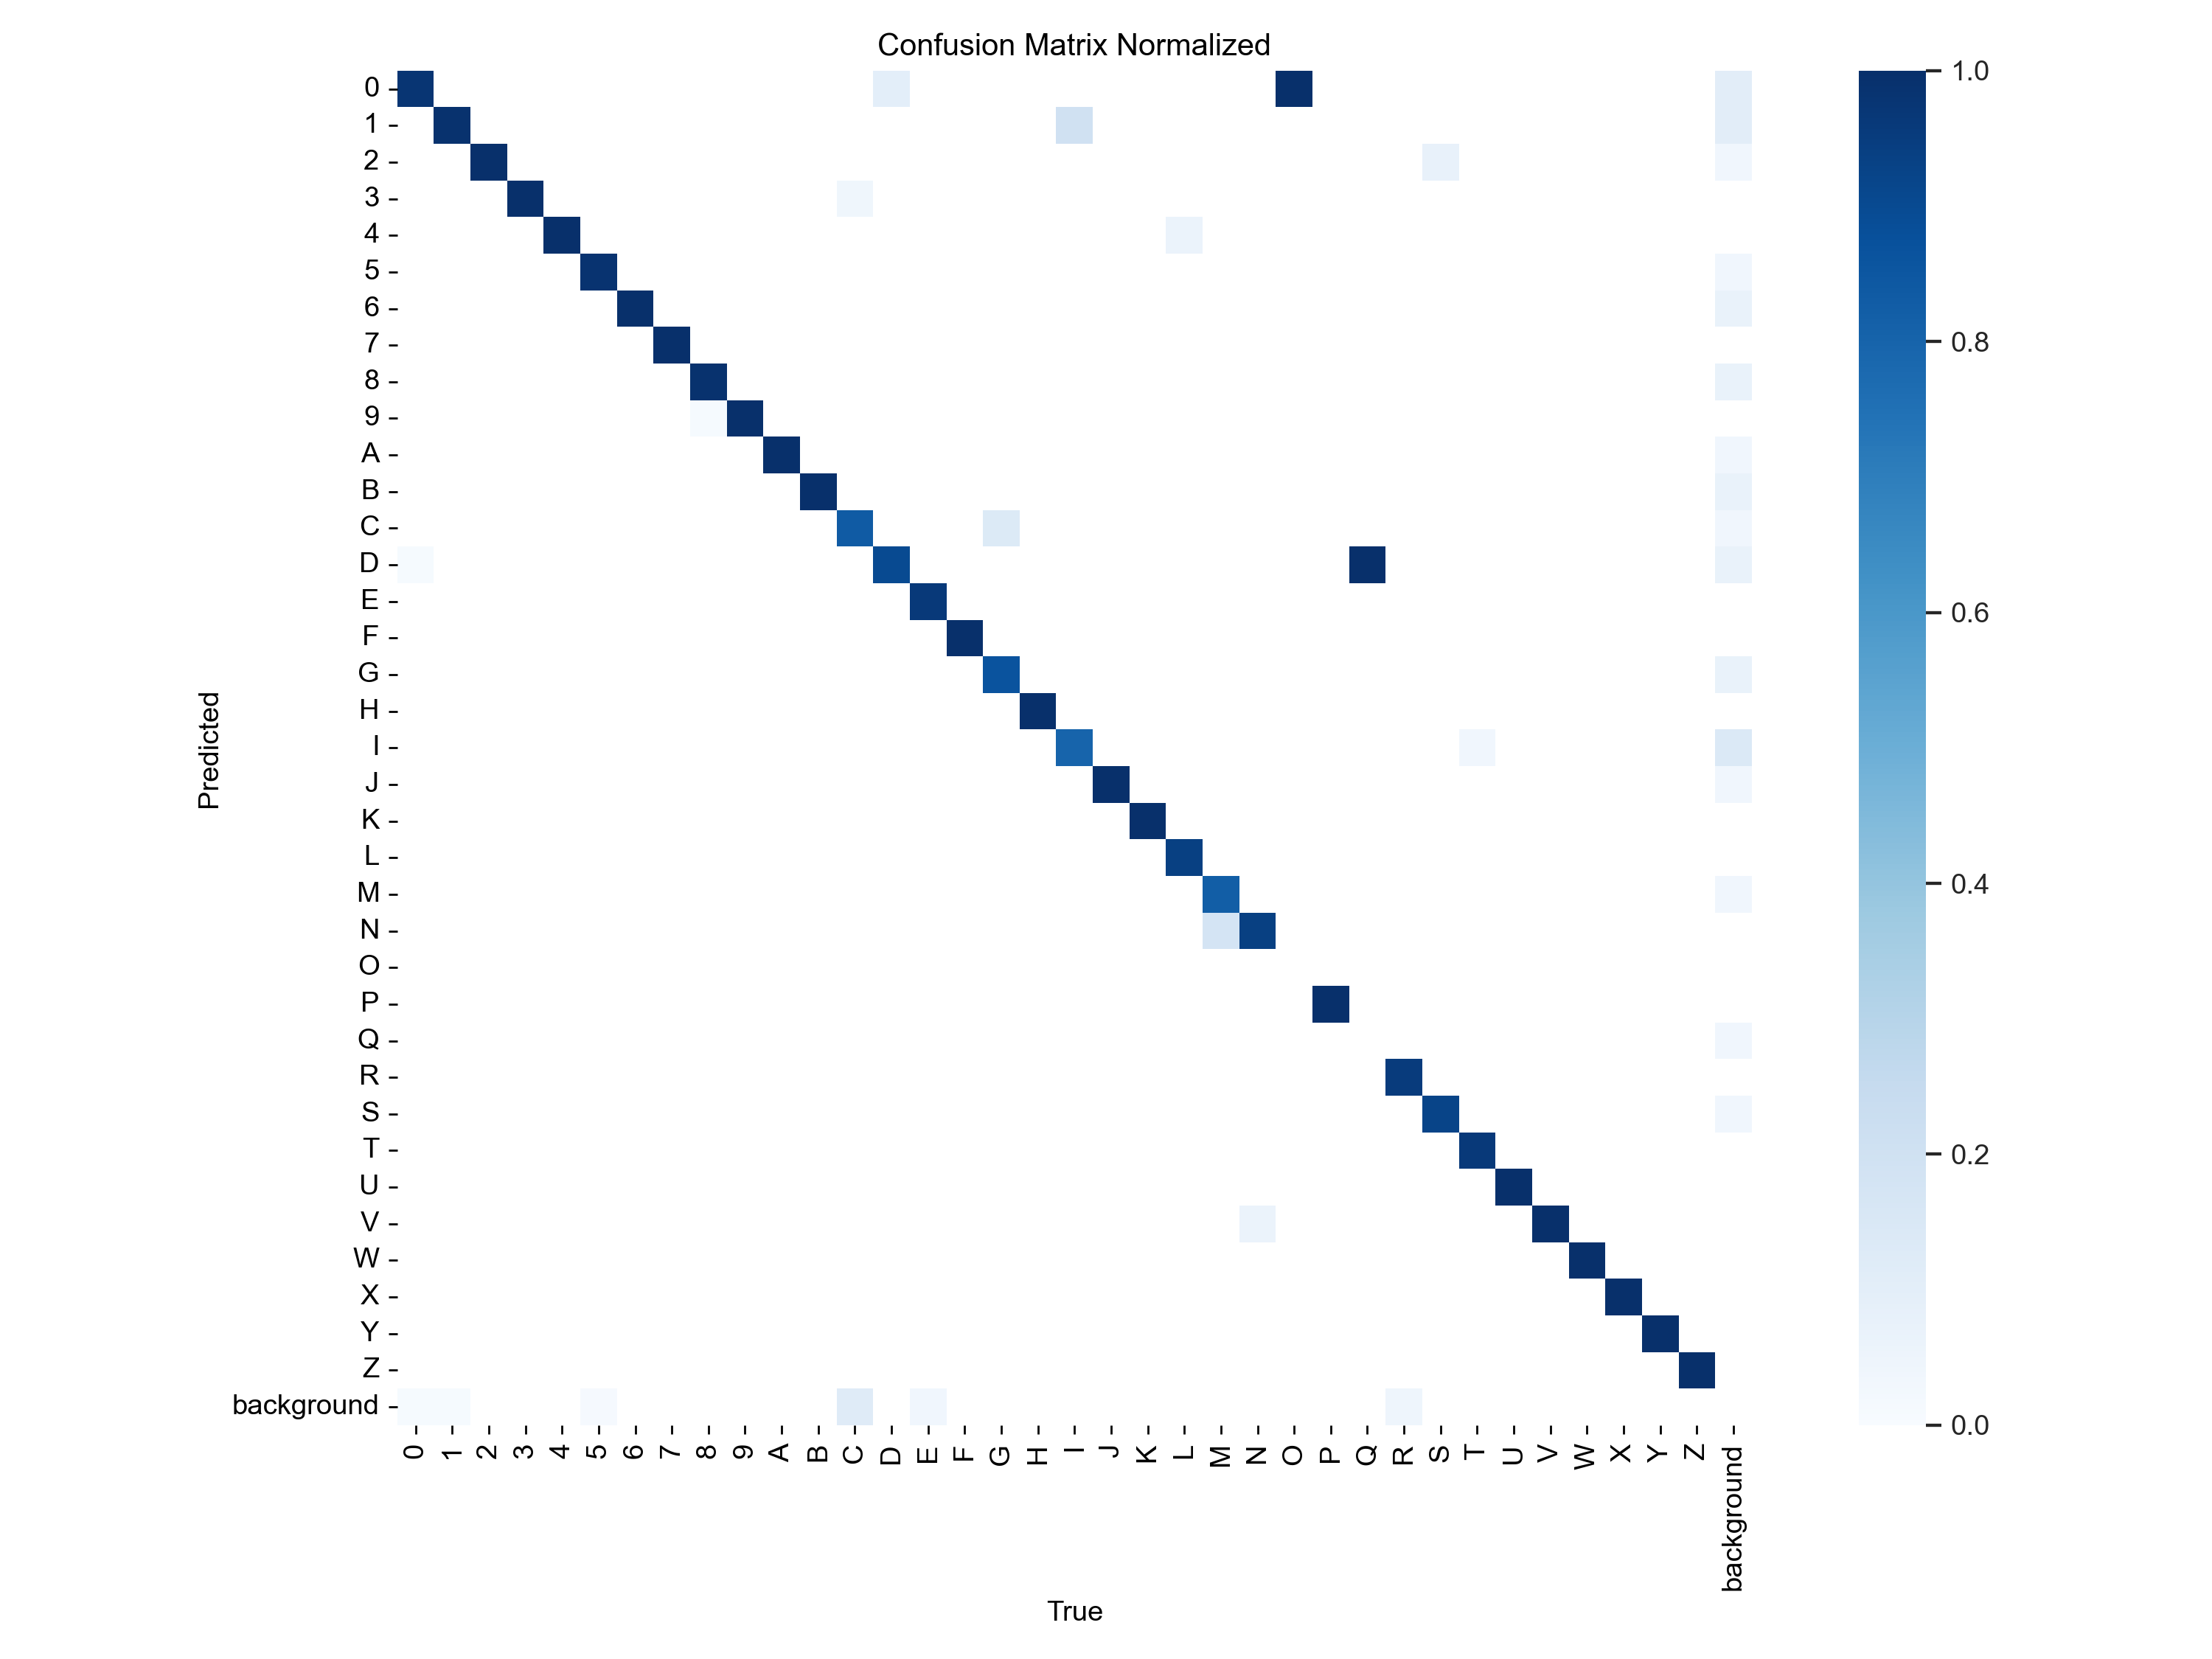 Confusion Matrix Normalized
0
1
2
3
4
5
6
7
8
9
A
B
C
D
E
F
G
H
I
J
K
L
M
N
O
P
Q
R
S
T
U
V
W
X
Y
Z
background
Predicted
0 1 2 3 4 5 6 7 8 9 A B C D E F G H I J K L M N O P Q R S T U V W X Y Z background
True
1.0
0.8
0.6
0.4
0.2
0.0